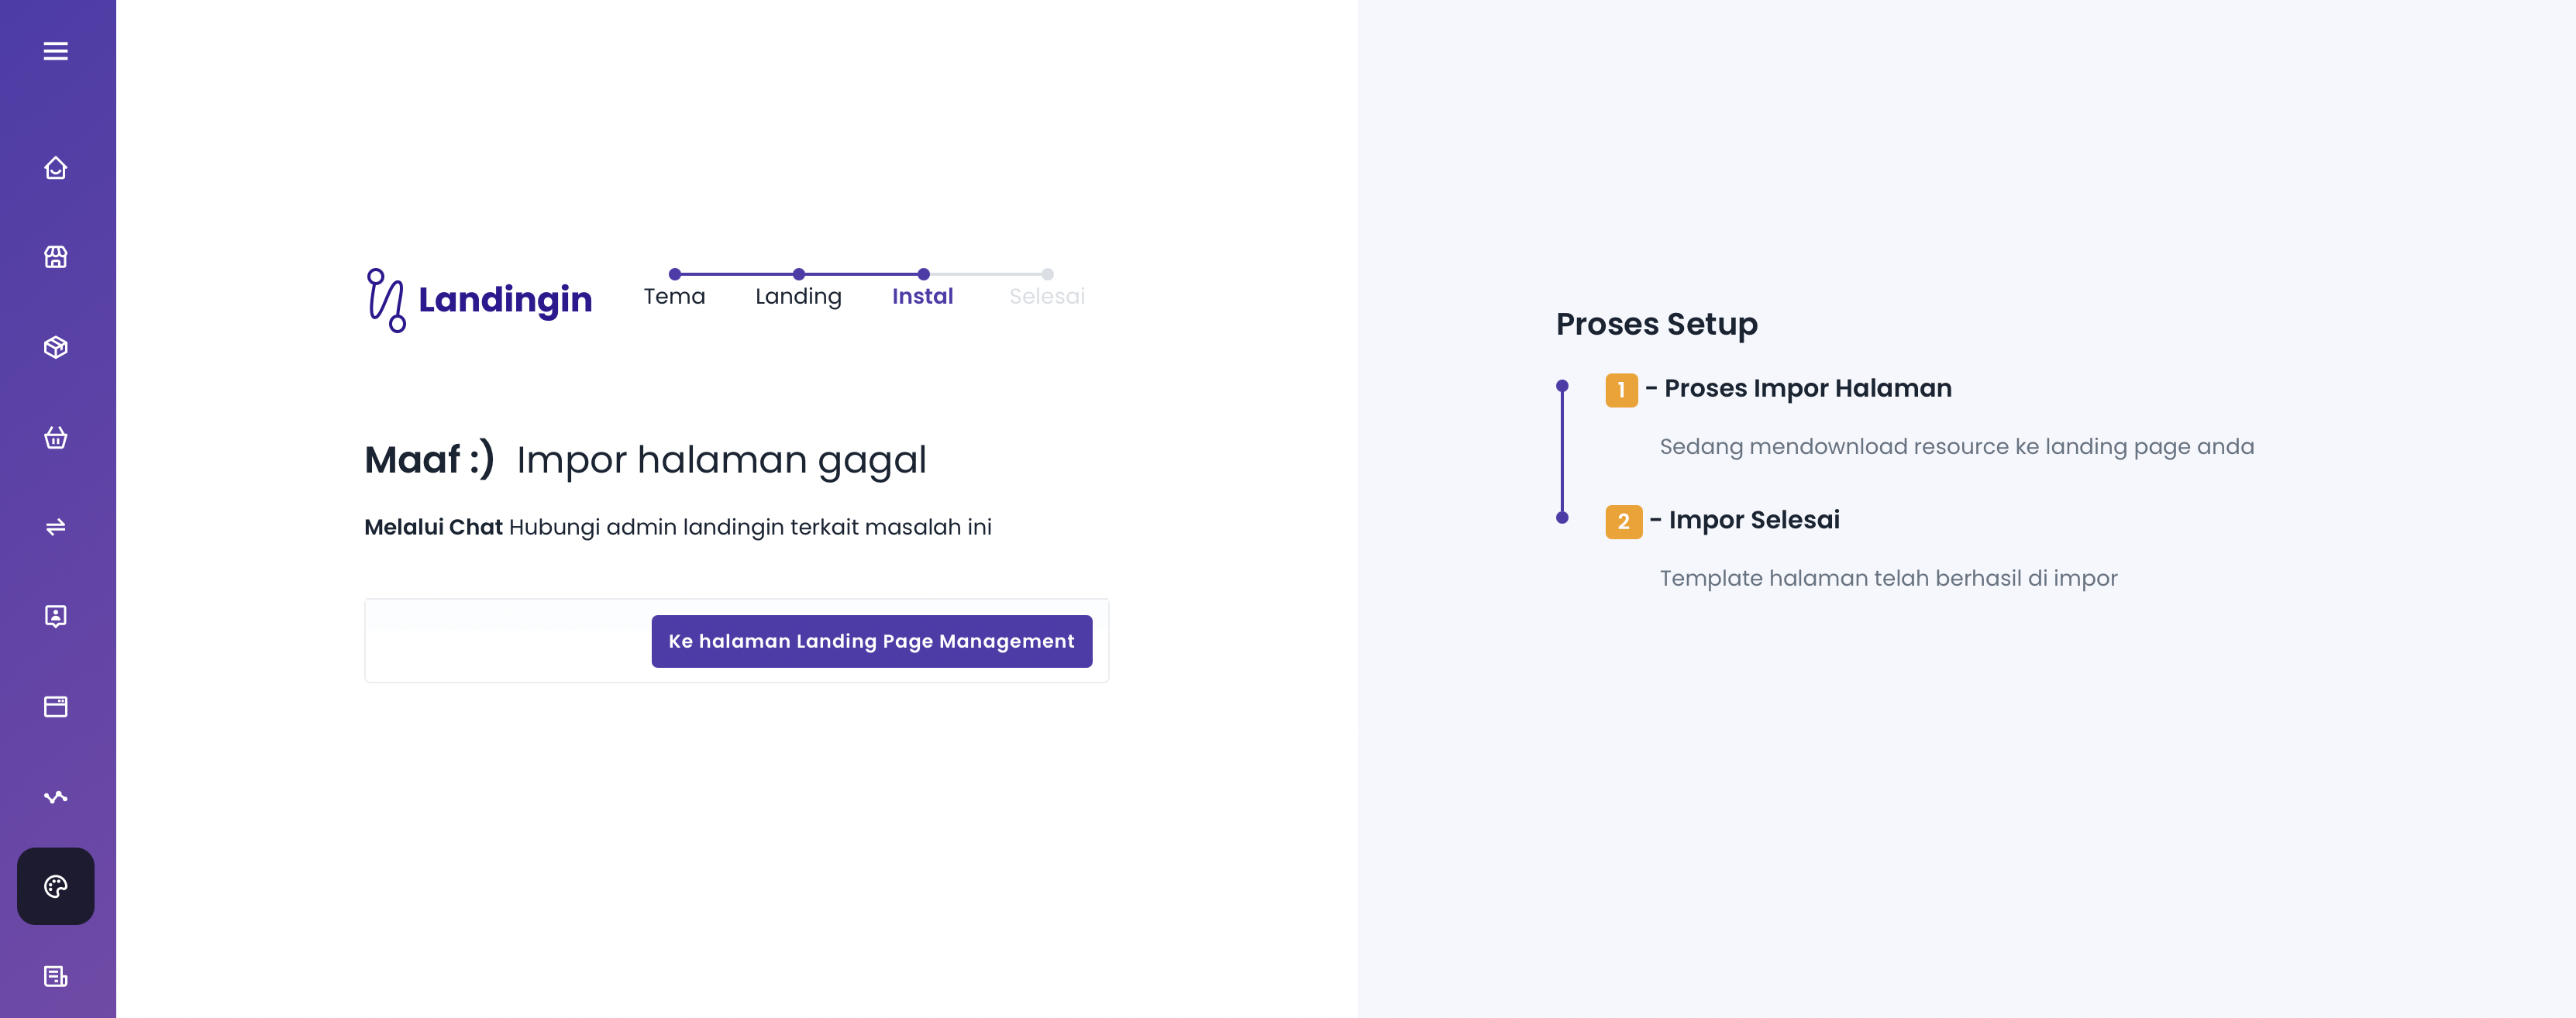 Landingin
Tema Landing Instal Selesai
Maaf :) Impor halaman gagal
Melalui Chat Hubungi admin landingin terkait masalah ini
Ke halaman Landing Page Management
Proses Setup
1 - Proses Impor Halaman
Sedang mendownload resource ke landing page anda
2 - Impor Selesai
Template halaman telah berhasil di impor